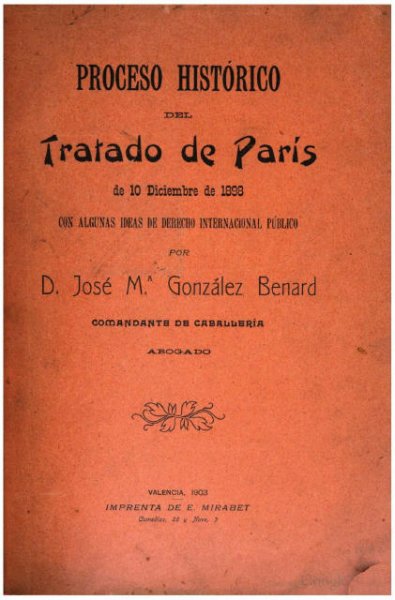 PROCESO HISTÓRICO
DEL
Tratado de París
de 10 Diciembre de 1898
CON ALGUNAS IDEAS DE DERECHO INTERNACIONAL PÚBLICO
POR
D. José M.ª González Benard
COMANDANTE DE CABALLERÍA
ABOGADO
VALENCIA, 1903
IMPRENTA DE E. MIRABET
y Nave,